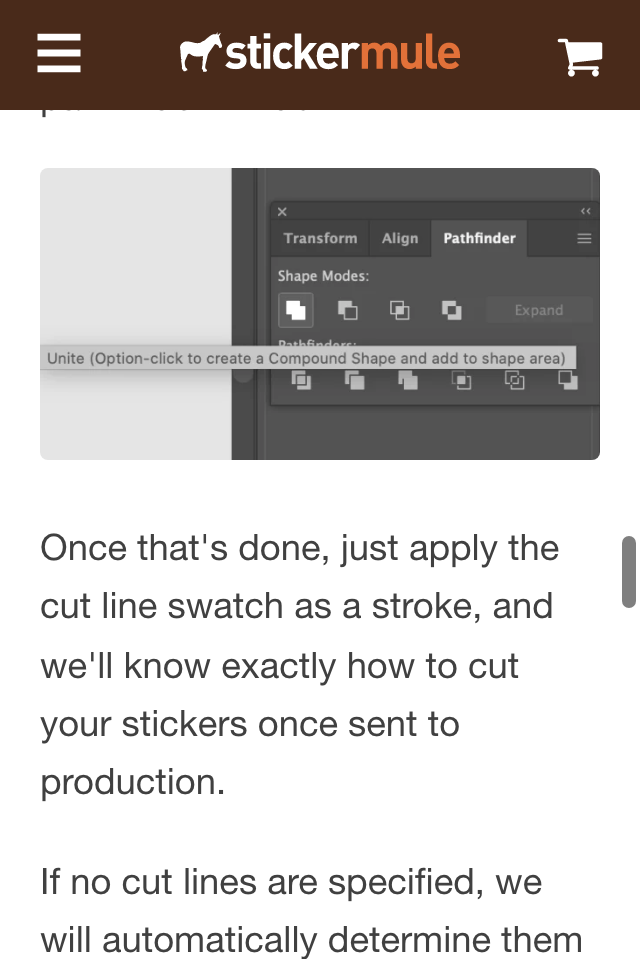 stickermule
Transform Align Pathfinder
Shape Modes:
Expand
Pathfinders:
Unite (Option-click to create a Compound Shape and add to shape area)
Once that's done, just apply the
cut line swatch as a stroke, and
we'll know exactly how to cut
your stickers once sent to
production.
If no cut lines are specified, we
will automatically determine them